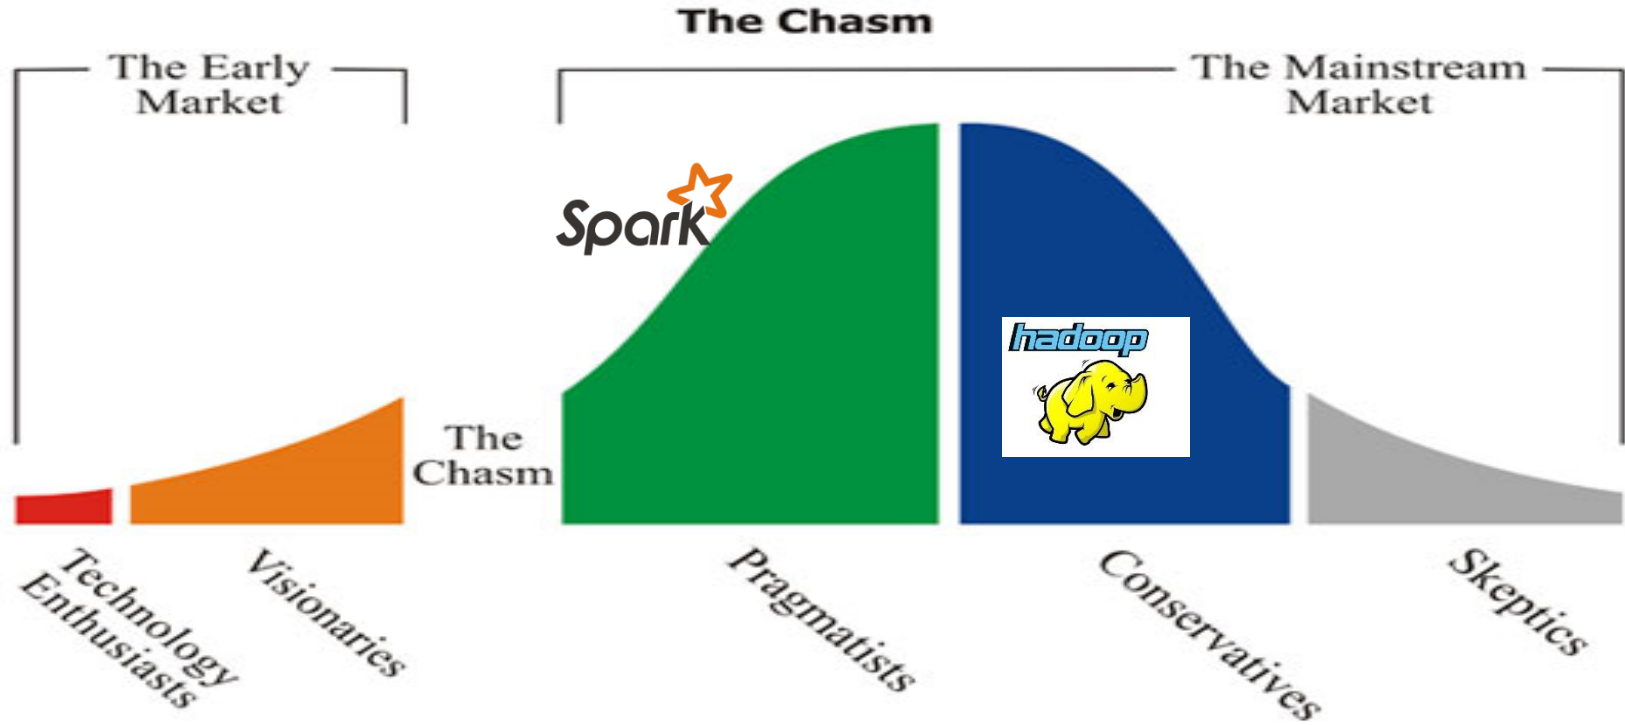 The Chasm
The Early
Market
The Mainstream
Market
Spark
hadoop
The
Chasm
Technology
Enthusiasts
Visionaries
Pragmatists
Conservatives
Skeptics